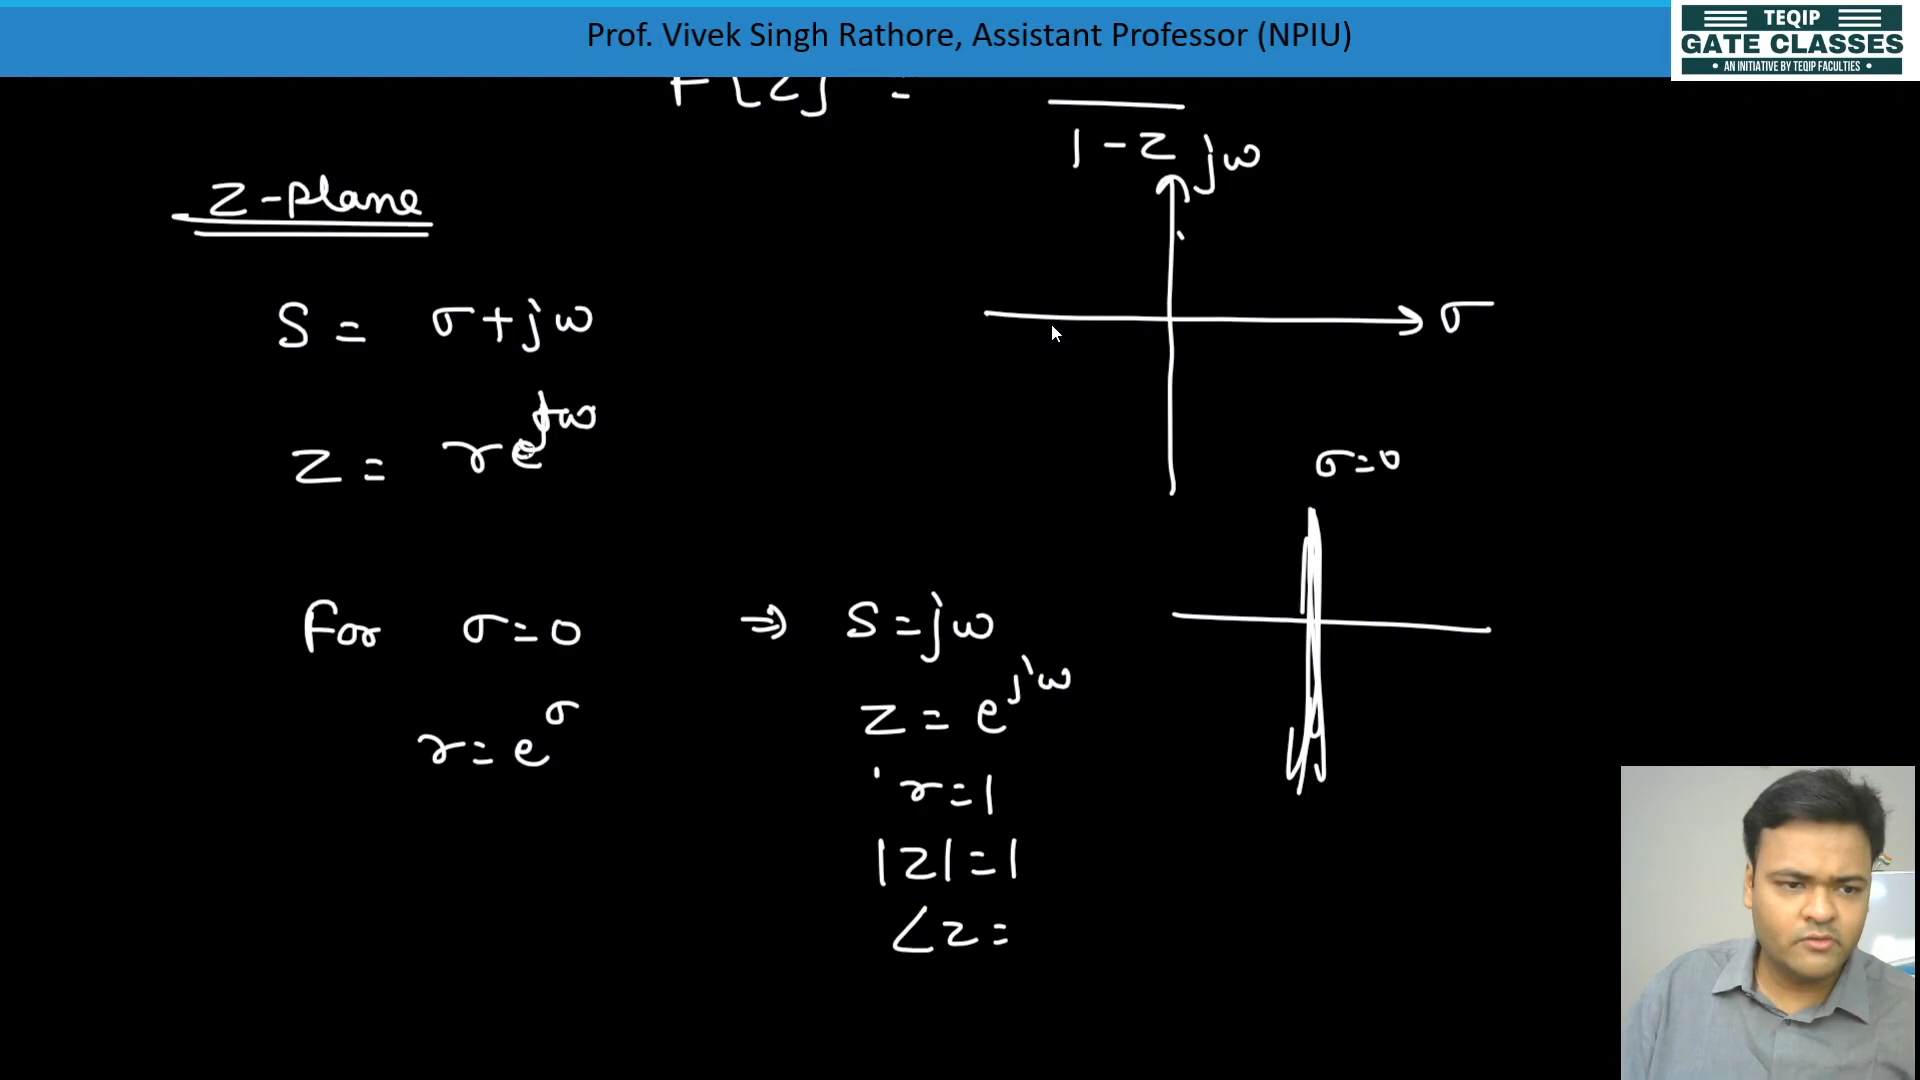 Prof. Vivek Singh Rathore, Assistant Professor (NPIU)
TEQIP
GATE CLASSES
• AN INITIATIVE BY TEQIP FACULTIES •
F[z] =
1-z
jω
Z-plane
S = σ+jω
σ
Z = re^jω
σ=0
For σ=0 ⇒ S=jω
r=e^σ
Z = e^jω
r=1
|z|=1
∠z=